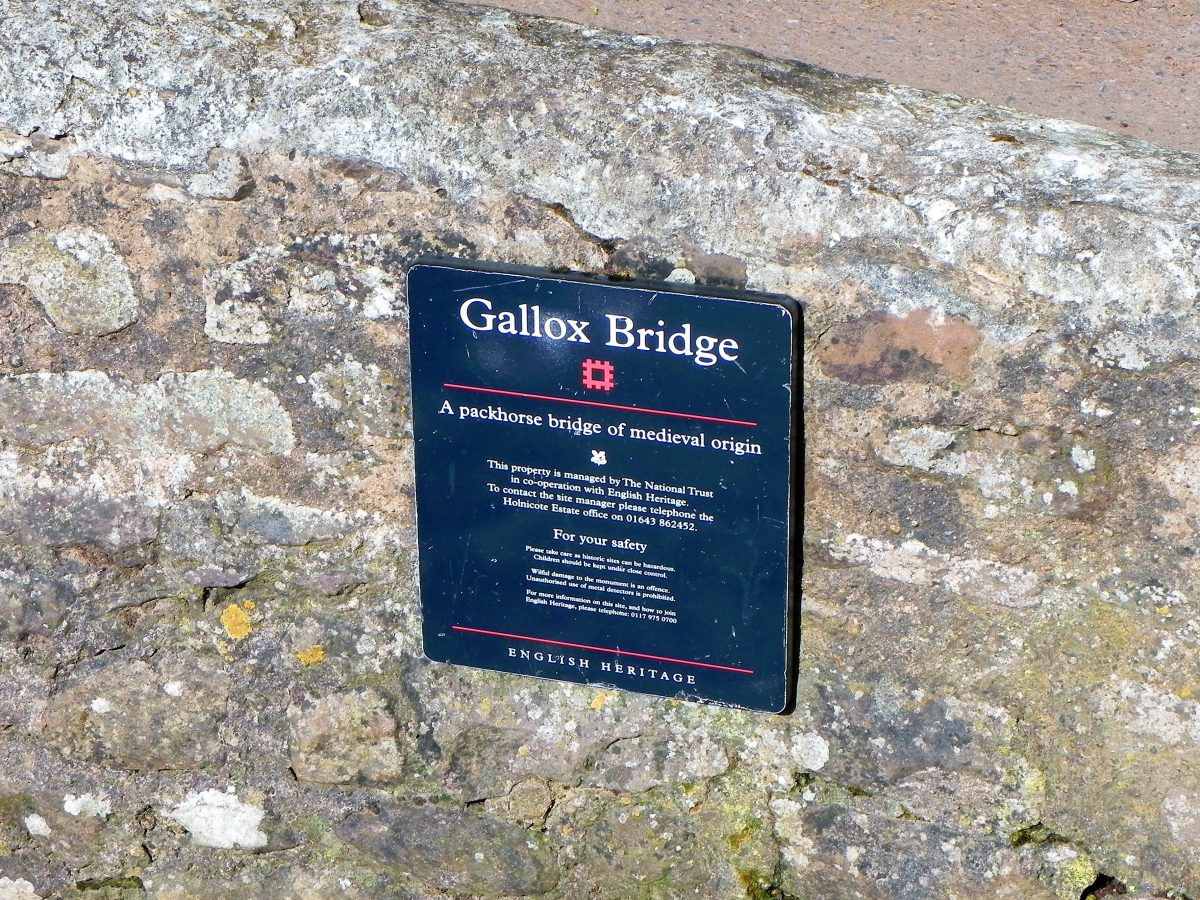 Gallox Bridge
A packhorse bridge of medieval origin
This property is managed by The National Trust
in co-operation with English Heritage.
To contact the site manager please telephone the
Holnicote Estate office on 01643 862452.
For your safety
Please take care as historic sites can be hazardous.
Children should be kept under close control.
Wilful damage to the monument is an offence.
Unauthorised use of metal detectors is prohibited.
For more information on this site, and how to join
English Heritage, please telephone: 0117 975 0700
ENGLISH HERITAGE